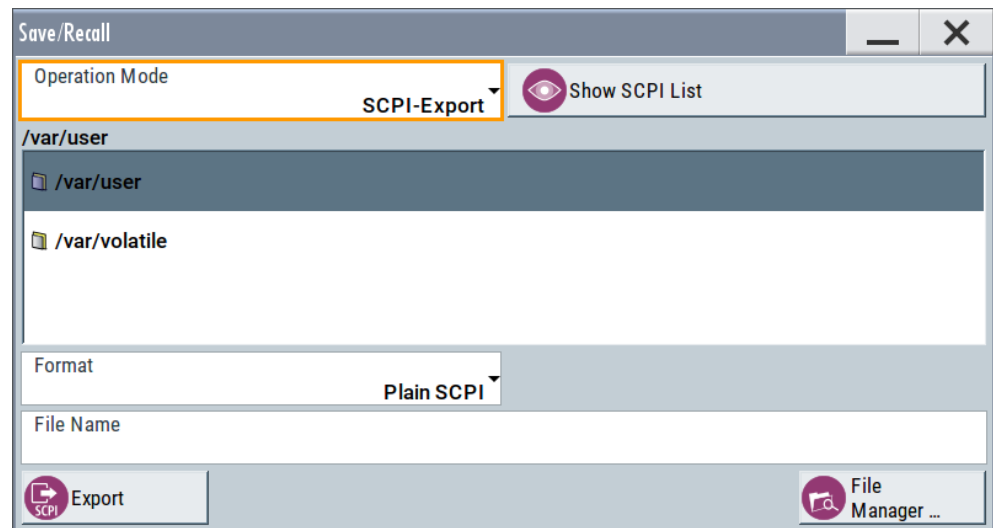 Save/Recall
Operation Mode
SCPI-Export
Show SCPI List
/var/user
/var/user
/var/volatile
Format
Plain SCPI
File Name
SCPI
Export
File
Manager ...